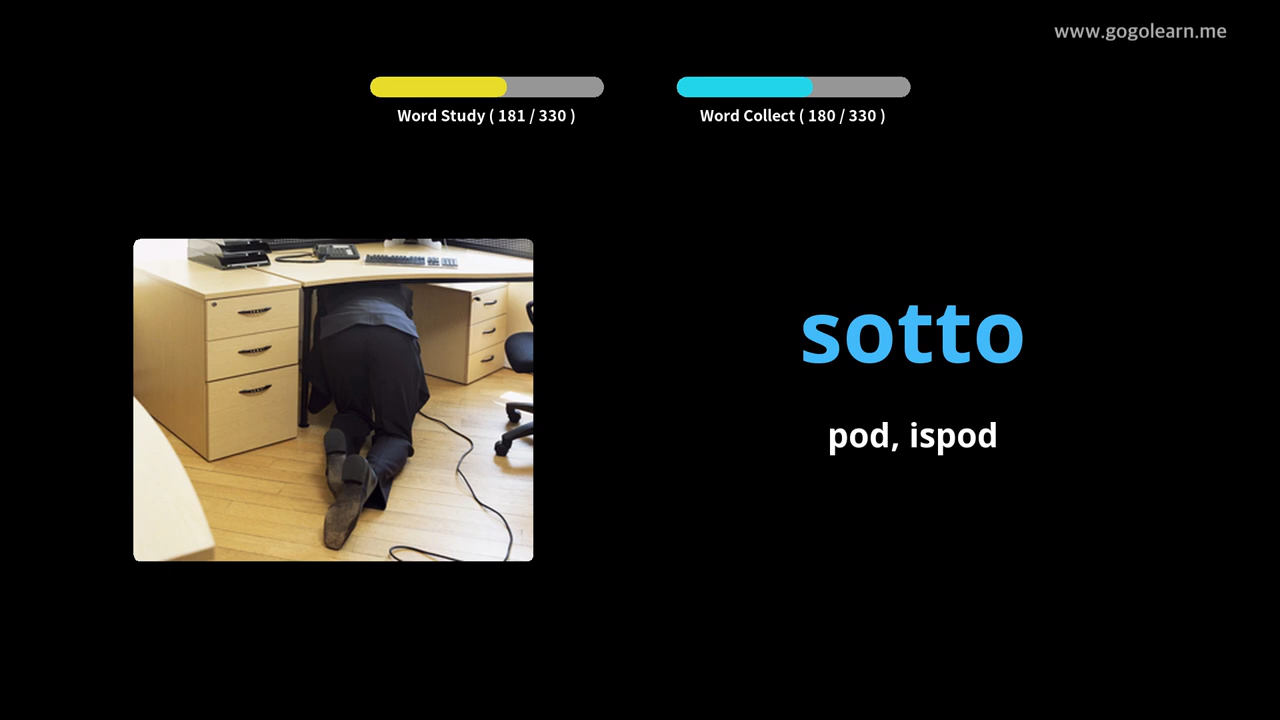 www.gogolearn.me
Word Study ( 181 / 330 )
Word Collect ( 180 / 330 )
sotto
pod, ispod